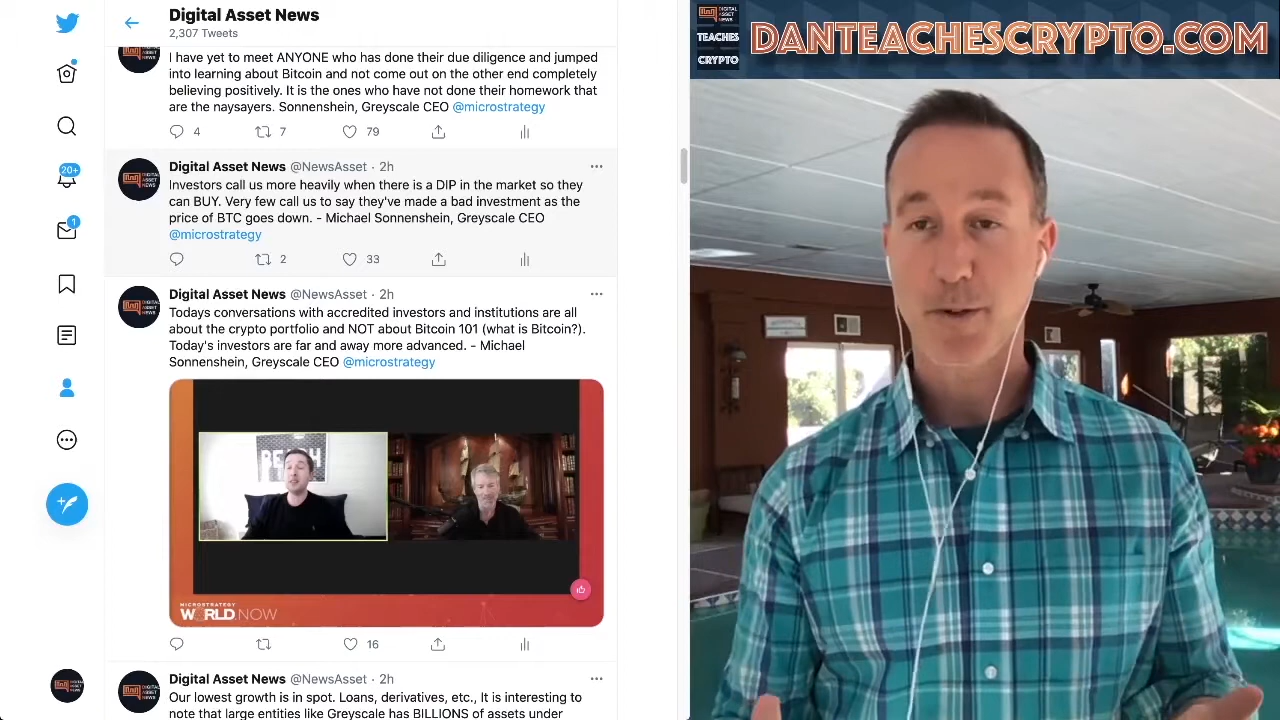 Digital Asset News
2,307 Tweets
I have yet to meet ANYONE who has done their due diligence and jumped
into learning about Bitcoin and not come out on the other end completely
believing positively. It is the ones who have not done their homework that
are the naysayers. Sonnenshein, Greyscale CEO @microstrategy
4 7 79
Digital Asset News @NewsAsset · 2h
Investors call us more heavily when there is a DIP in the market so they
can BUY. Very few call us to say they've made a bad investment as the
price of BTC goes down. - Michael Sonnenshein, Greyscale CEO
@microstrategy
2 33
Digital Asset News @NewsAsset · 2h
Todays conversations with accredited investors and institutions are all
about the crypto portfolio and NOT about Bitcoin 101 (what is Bitcoin?).
Today's investors are far and away more advanced. - Michael
Sonnenshein, Greyscale CEO @microstrategy
MICROSTRATEGY
WORLD.NOW
16
Digital Asset News @NewsAsset · 2h
Our lowest growth is in spot. Loans, derivatives, etc., It is interesting to
note that large entities like Greyscale has BILLIONS of assets under
20+
1
DIGITAL
ASSET
NEWS
TEACHES
CRYPTO
DANTEACHESCRYPTO.COM